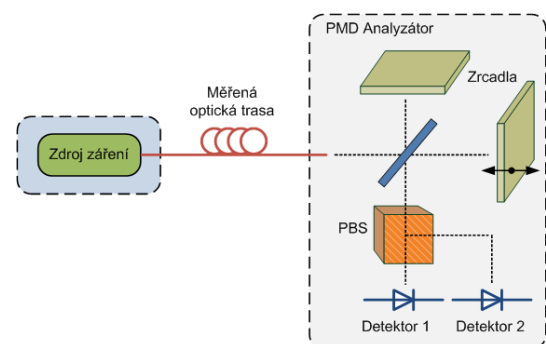 PMD Analyzátor
Zrcadla
Měřená
optická trasa
Zdroj záření
PBS
Detektor 1
Detektor 2